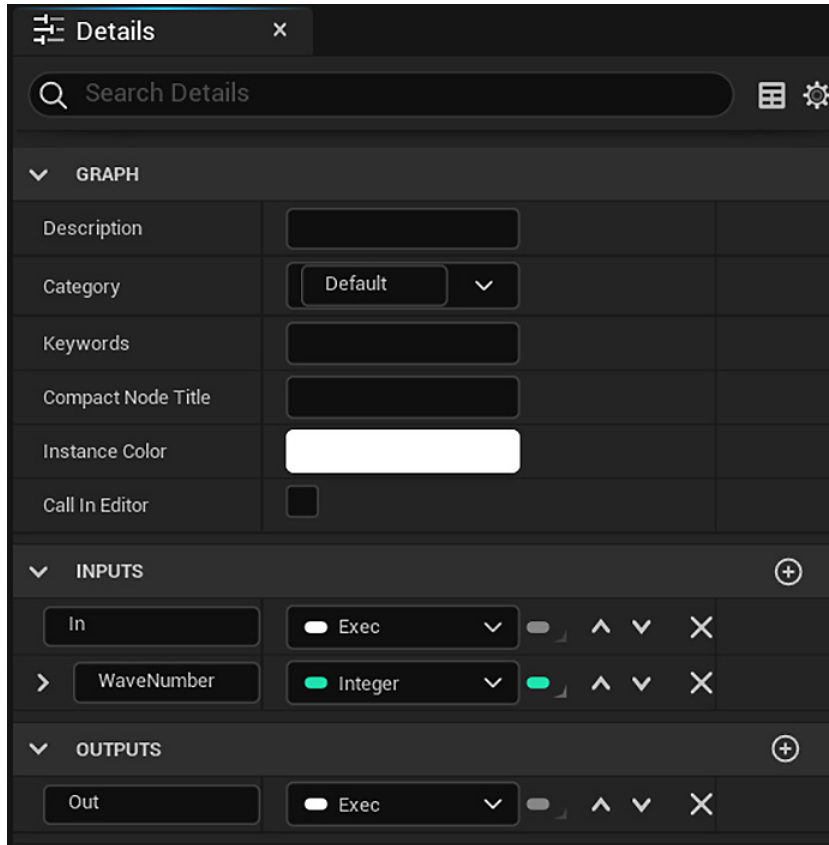 Details
Search Details
GRAPH
Description
Category Default
Keywords
Compact Node Title
Instance Color
Call In Editor
INPUTS
In Exec
WaveNumber Integer
OUTPUTS
Out Exec